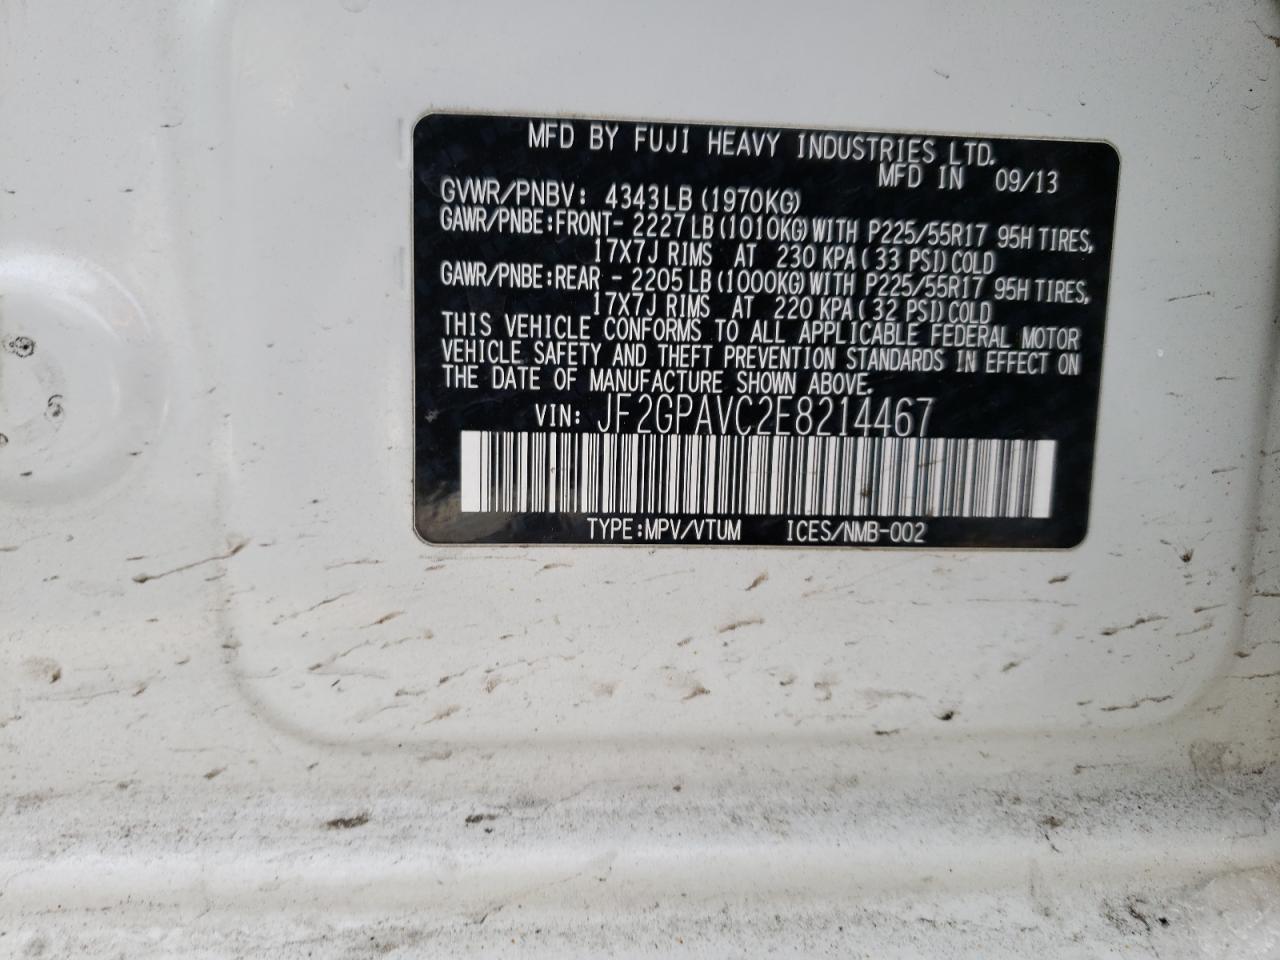 MFD BY FUJI HEAVY INDUSTRIES LTD.
MFD IN 09/13
GVWR/PNBV: 4343LB (1970KG)
GAWR/PNBE:FRONT- 2227 LB (1010KG) WITH P225/55R17 95H TIRES,
17X7J RIMS AT 230 KPA ( 33 PSI) COLD
GAWR/PNBE:REAR - 2205 LB (1000KG) WITH P225/55R17 95H TIRES,
17X7J RIMS AT 220 KPA ( 32 PSI) COLD
THIS VEHICLE CONFORMS TO ALL APPLICABLE FEDERAL MOTOR
VEHICLE SAFETY AND THEFT PREVENTION STANDARDS IN EFFECT ON
THE DATE OF MANUFACTURE SHOWN ABOVE.
VIN: JF2GPAVC2E8214467
TYPE:MPV/VTUM ICES/NMB-002